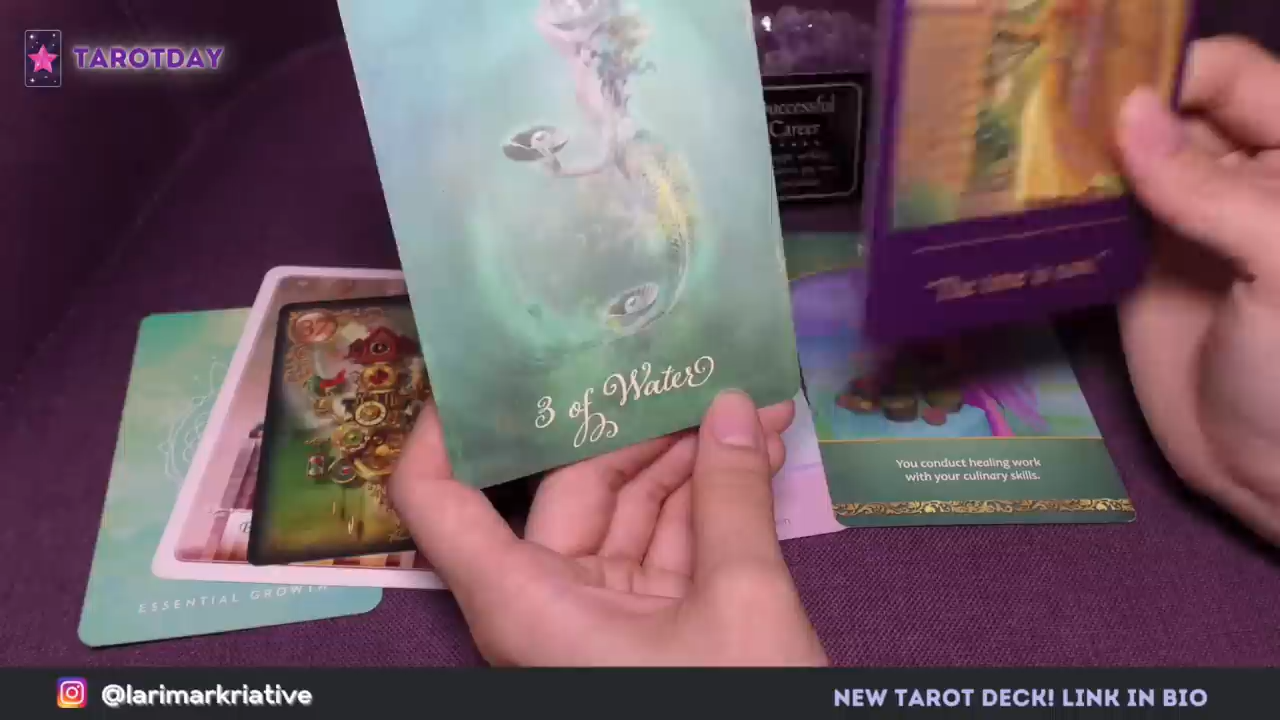 TAROTDAY
Successful
Career
3 of Water
You conduct healing work
with your culinary skills.
ESSENTIAL GROWTH
@larimarkriative
NEW TAROT DECK! LINK IN BIO